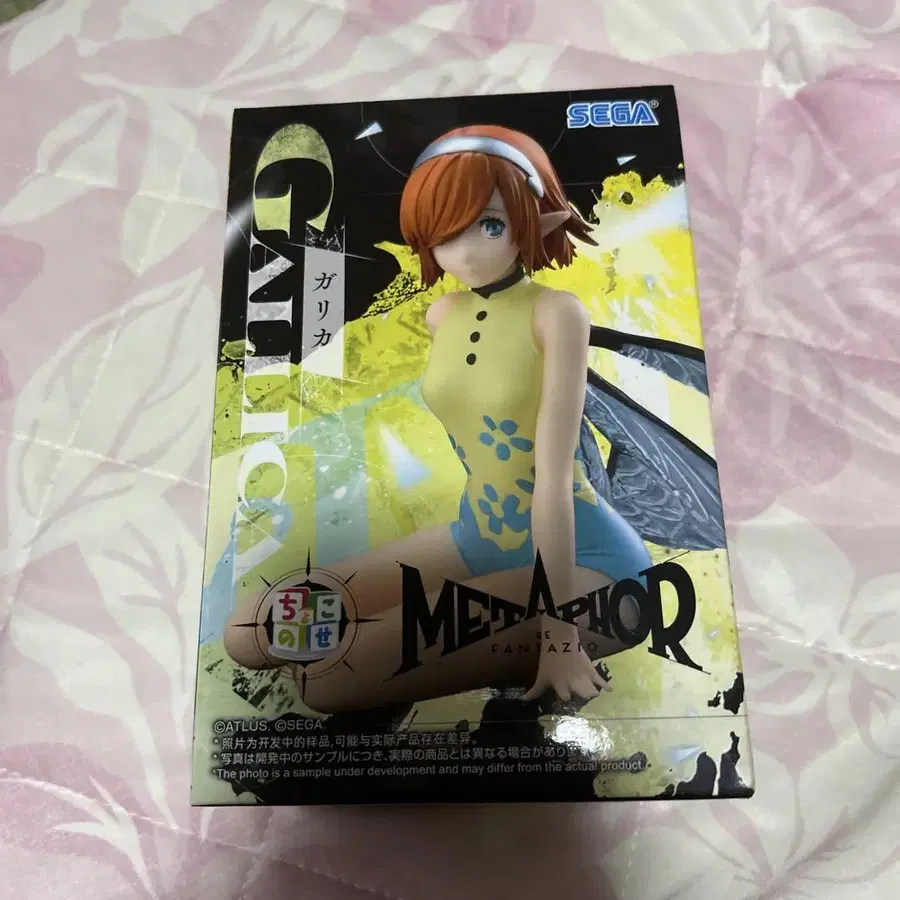 SEGA®
GALLICA
ガリカ
ちょこのせ
METAPHOR
RE
FANTAZIO
©ATLUS. ©SEGA.
*照片为开发中的样品,可能与实际产品存在差异。
*写真は開発中のサンプルにつき、実際の商品とは異なる場合があり
*The photo is a sample under development and may differ from the actual product.